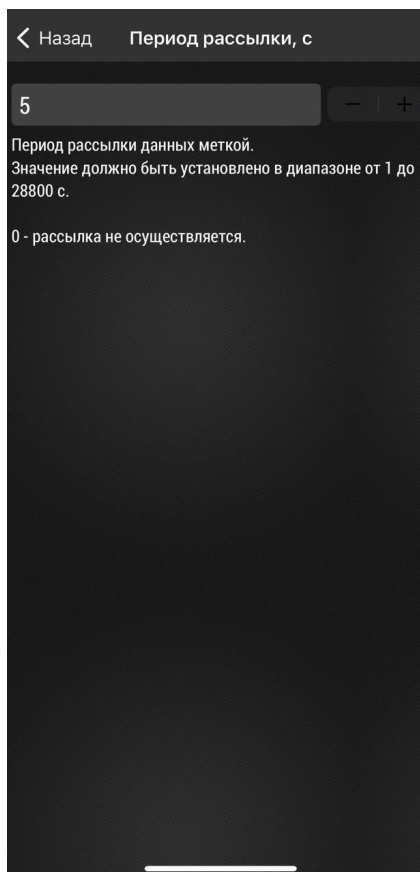 Назад
Период рассылки, с
5
Период рассылки данных меткой.
Значение должно быть установлено в диапазоне от 1 до
28800 с.
0 - рассылка не осуществляется.